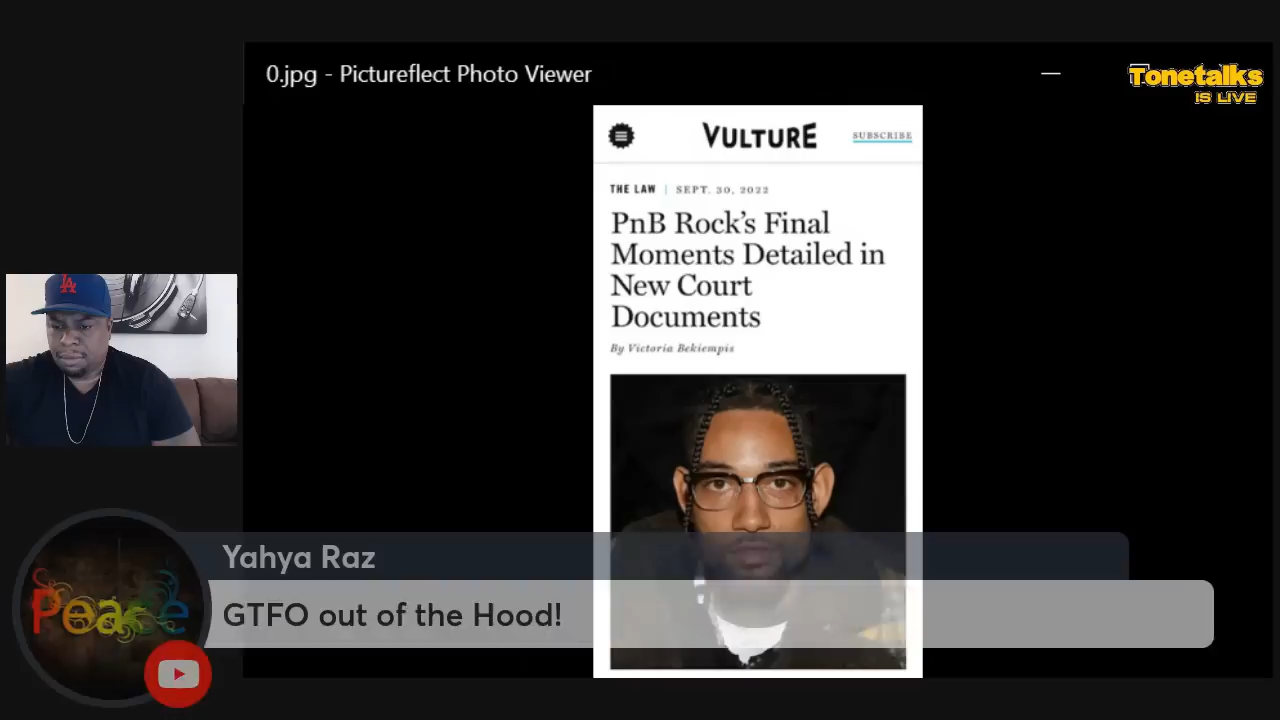 0.jpg - Pictureflect Photo Viewer
Tonetalks
IS LIVE
VULTURE
SUBSCRIBE
THE LAW | SEPT. 30, 2022
PnB Rock's Final
Moments Detailed in
New Court
Documents
By Victoria Bekiempis
LA
Peace
Yahya Raz
GTFO out of the Hood!